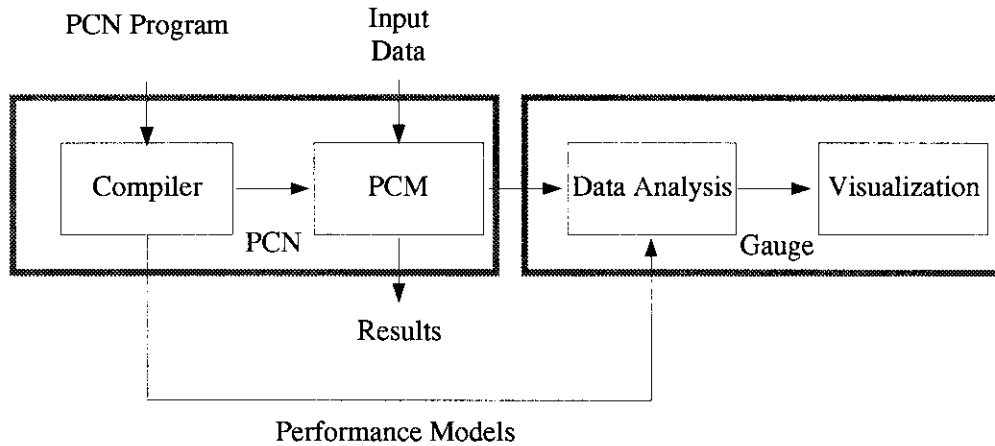 PCN Program
Input
Data
Compiler
PCM
Data Analysis
Visualization
PCN
Gauge
Results
Performance Models